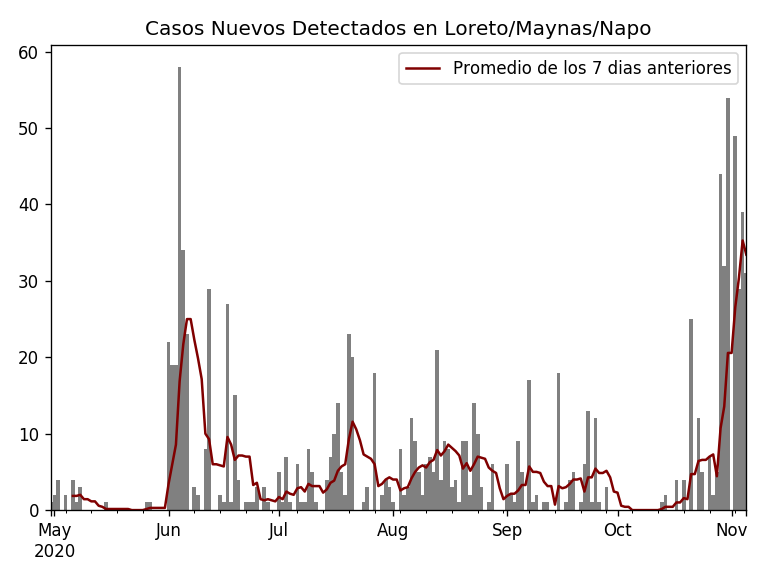 Casos Nuevos Detectados en Loreto/Maynas/Napo
Promedio de los 7 dias anteriores
60
50
40
30
20
10
0
May Jun Jul Aug Sep Oct Nov
2020